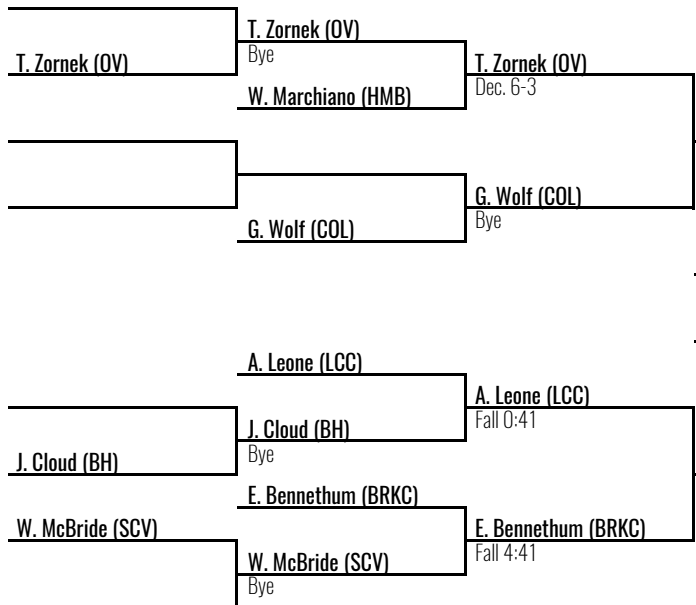 T. Zornek (OV)
T. Zornek (OV)
Bye
W. Marchiano (HMB)
T. Zornek (OV)
Dec. 6-3
G. Wolf (COL)
G. Wolf (COL)
Bye
A. Leone (LCC)
J. Cloud (BH)
J. Cloud (BH)
Bye
A. Leone (LCC)
Fall 0:41
W. McBride (SCV)
E. Bennethum (BRKC)
W. McBride (SCV)
Bye
E. Bennethum (BRKC)
Fall 4:41